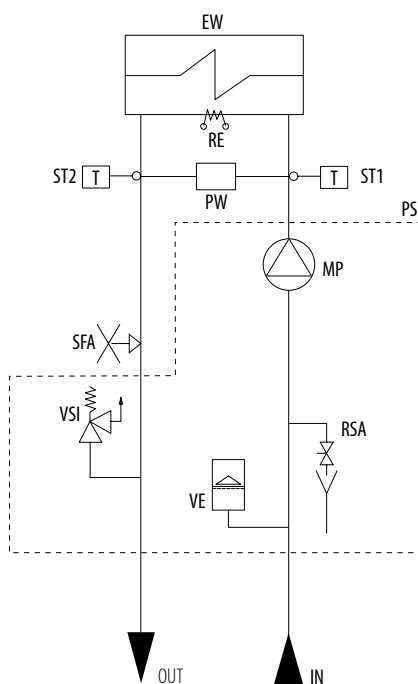 EW
RE
ST2 T T ST1
PW
PS
MP
SFA
VSI
RSA
VE
OUT IN